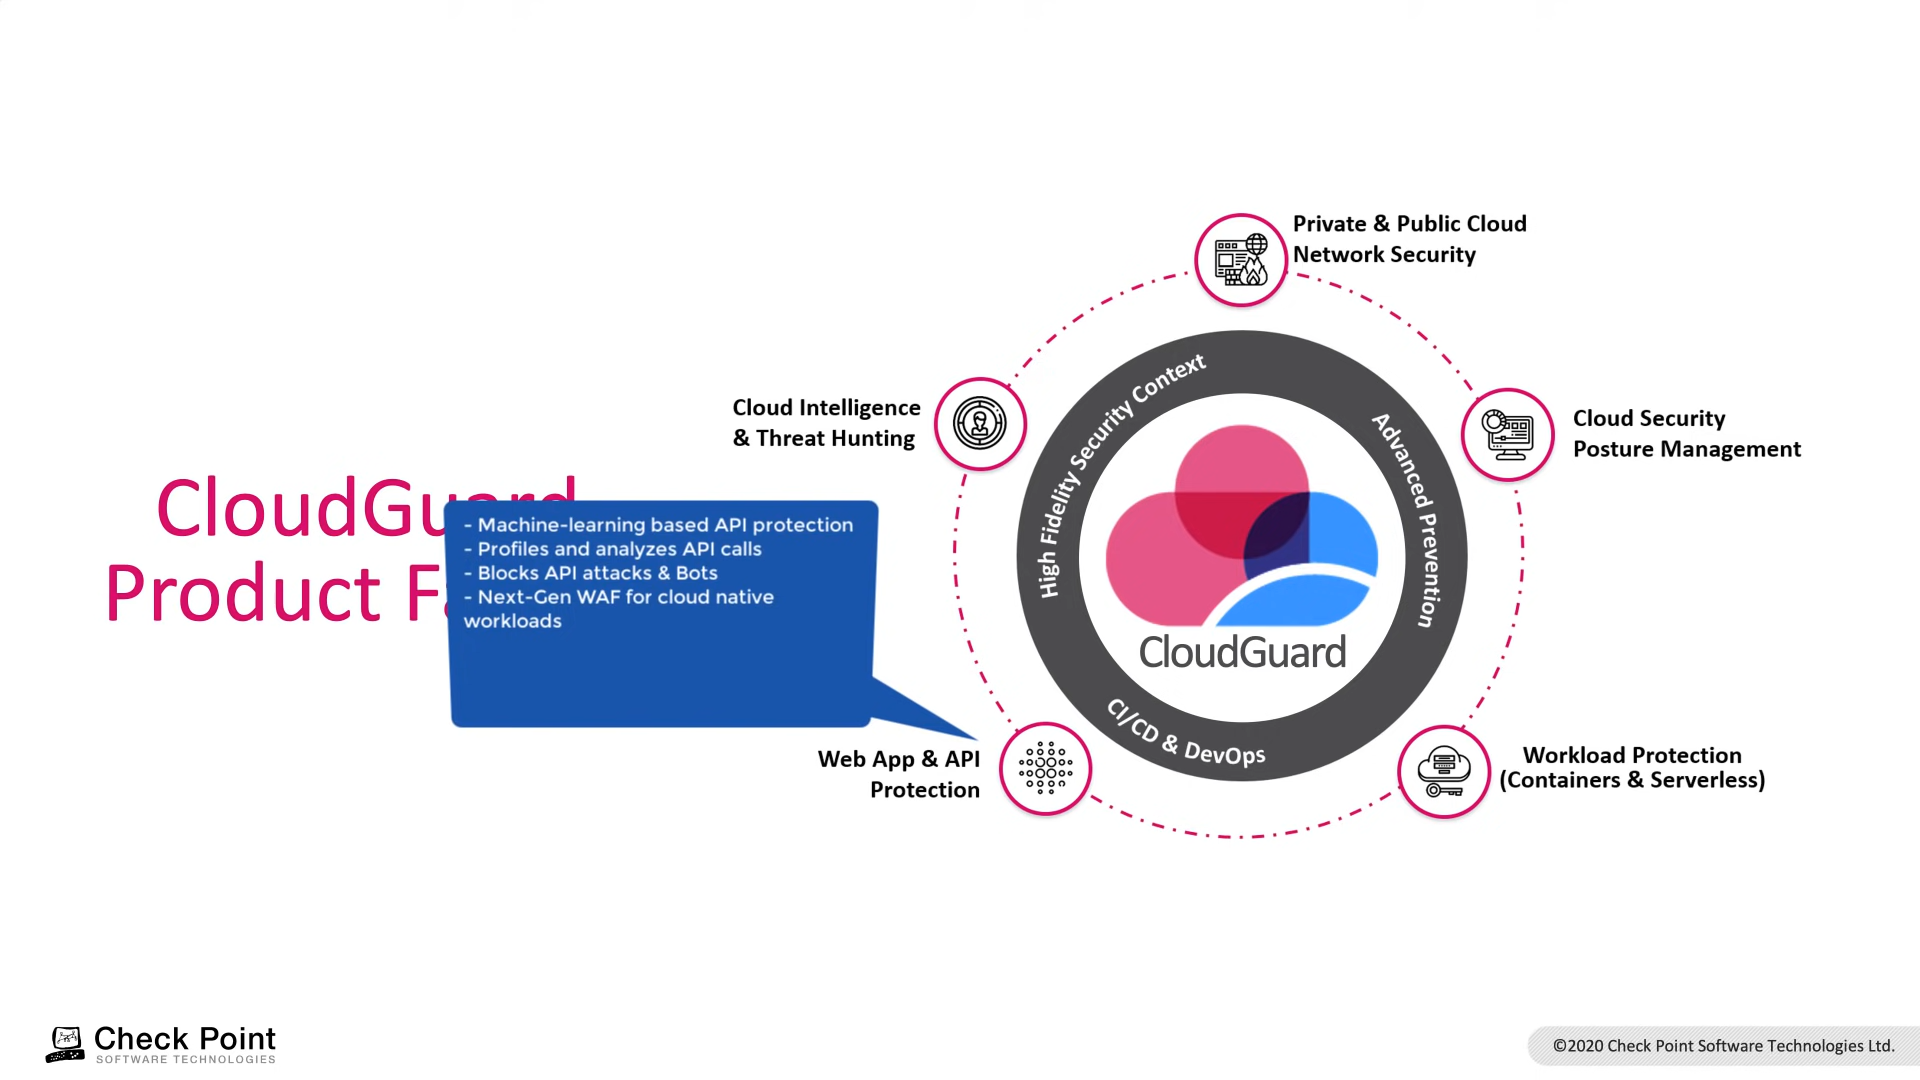 Private & Public Cloud
Network Security
Cloud Intelligence
& Threat Hunting
High Fidelity Security Context
Advanced Prevention
CI/CD & DevOps
Cloud Security
Posture Management
CloudGuard
Product
- Machine-learning based API protection
- Profiles and analyzes API calls
- Blocks API attacks & Bots
- Next-Gen WAF for cloud native
workloads
CloudGuard
Web App & API
Protection
Workload Protection
(Containers & Serverless)
Check Point
SOFTWARE TECHNOLOGIES
©2020 Check Point Software Technologies Ltd.